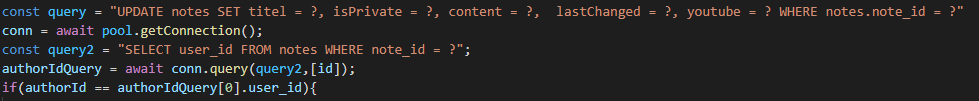 const query = "UPDATE notes SET titel = ?, isPrivate = ?, content = ?,  lastChanged = ?, youtube = ? WHERE notes.note_id = ?"
conn = await pool.getConnection();
const query2 = "SELECT user_id FROM notes WHERE note_id = ?";
authorIdQuery = await conn.query(query2,[id]);
if(authorId == authorIdQuery[0].user_id){